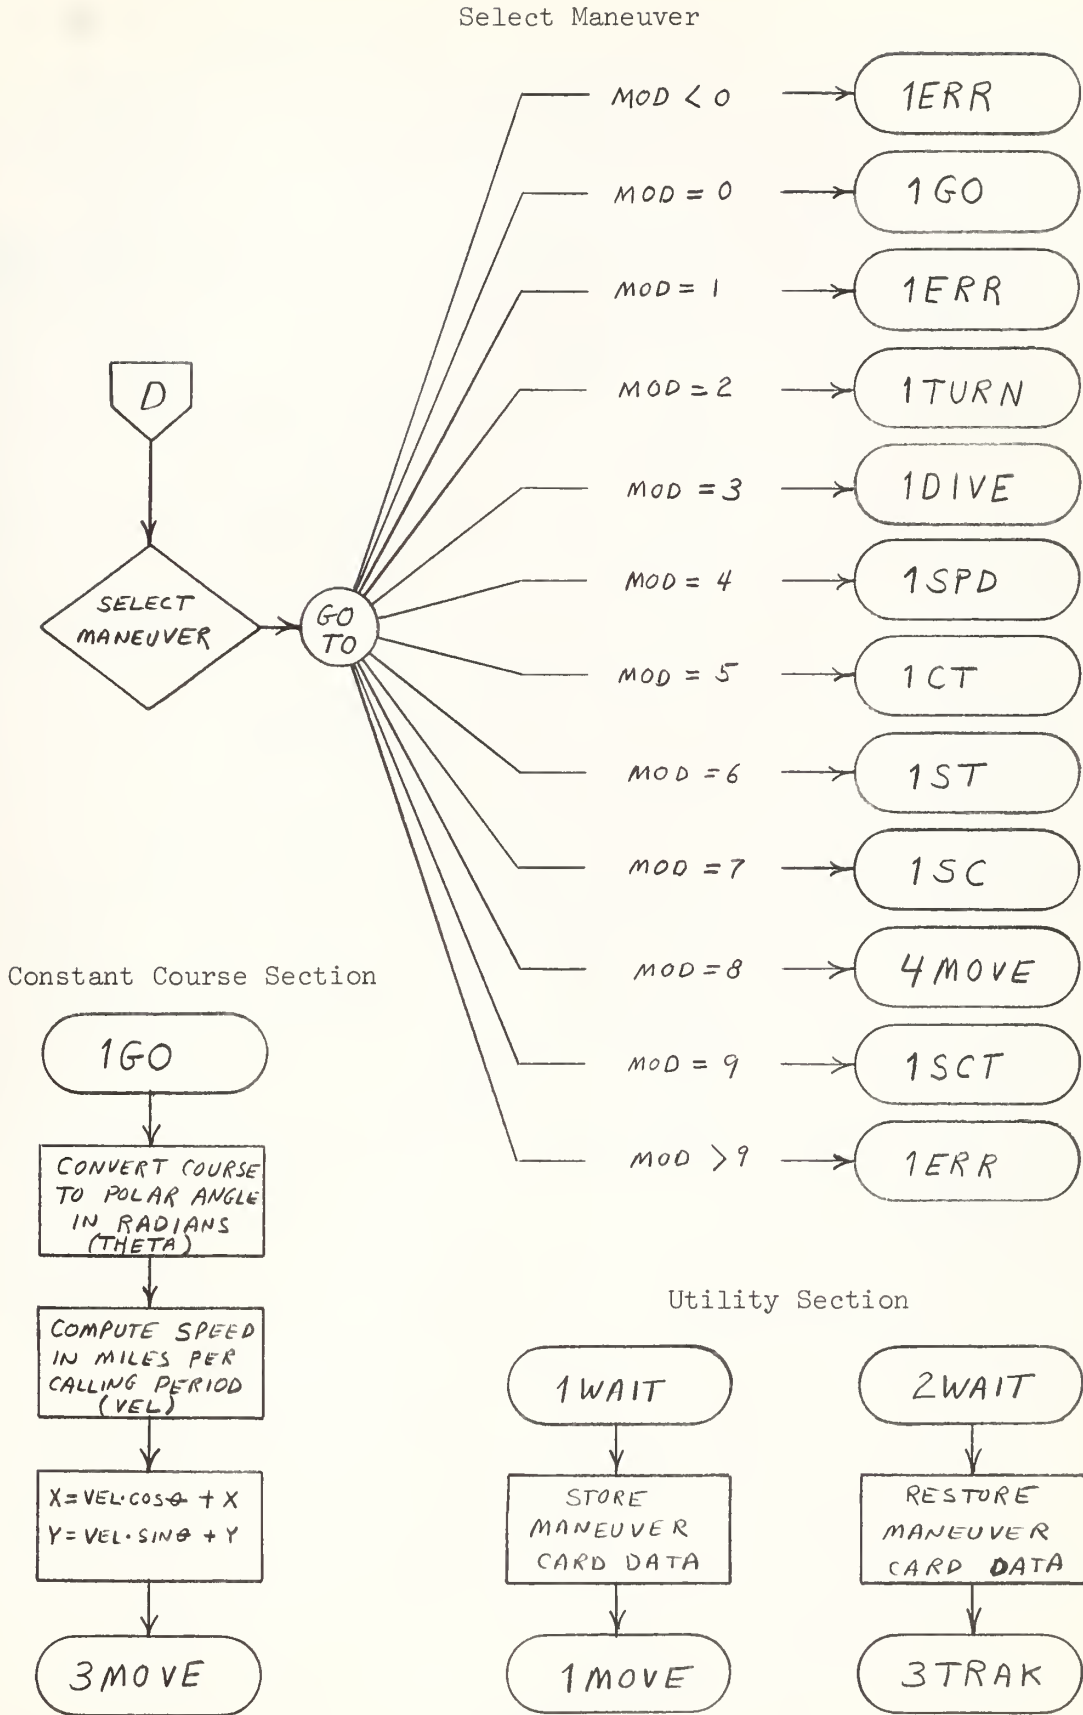 Select Maneuver
MOD < 0
1ERR
MOD = 0
1GO
MOD = 1
1ERR
D
MOD = 2
1TURN
MOD = 3
1DIVE
SELECT
MANEUVER
GO
TO
MOD = 4
1SPD
MOD = 5
1CT
MOD = 6
1ST
MOD = 7
1SC
MOD = 8
4MOVE
MOD = 9
1SCT
MOD > 9
1ERR
Constant Course Section
1GO
CONVERT COURSE
TO POLAR ANGLE
IN RADIANS
(THETA)
COMPUTE SPEED
IN MILES PER
CALLING PERIOD
(VEL)
X=VEL·COSθ + X
Y=VEL·SINθ + Y
3MOVE
Utility Section
1WAIT
STORE
MANEUVER
CARD DATA
1MOVE
2WAIT
RESTORE
MANEUVER
CARD DATA
3TRAK